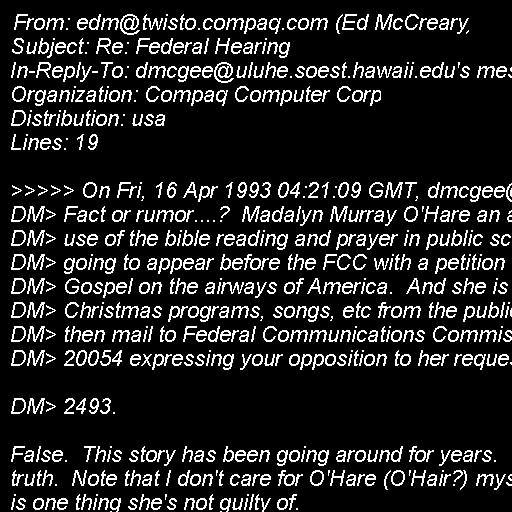 From: edm@twisto.compaq.com (Ed McCreary,
Subject: Re: Federal Hearing
In-Reply-To: dmcgee@uluhe.soest.hawaii.edu's mes
Organization: Compaq Computer Corp
Distribution: usa
Lines: 19
>>>>> On Fri, 16 Apr 1993 04:21:09 GMT, dmcgee@
DM> Fact or rumor....?  Madalyn Murray O'Hare an a
DM> use of the bible reading and prayer in public sc
DM> going to appear before the FCC with a petition
DM> Gospel on the airways of America.  And she is
DM> Christmas programs, songs, etc from the public
DM> then mail to Federal Communications Commis
DM> 20054 expressing your opposition to her reques
DM> 2493.
False.  This story has been going around for years.
truth.  Note that I don't care for O'Hare (O'Hair?) mys
is one thing she's not guilty of.